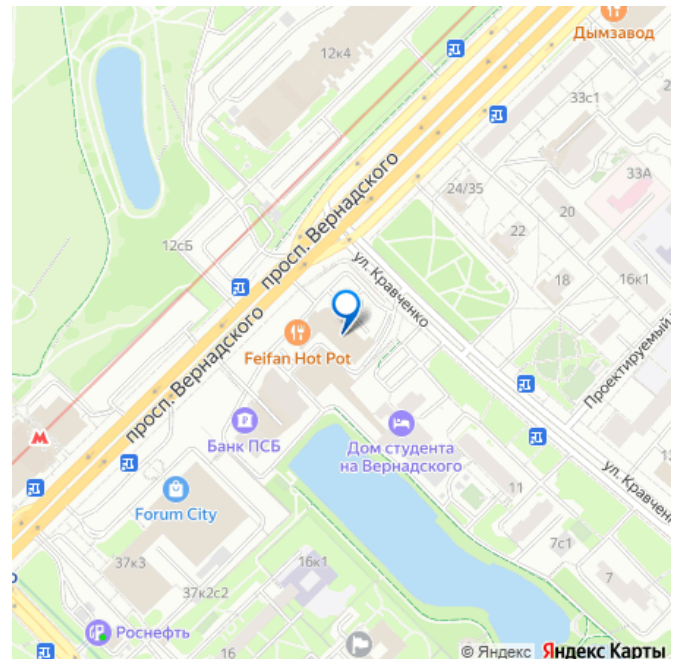 Дымзавод
12к4
33с1
33А
24/35
20
22
просп. Вернадского
12сБ
ул. Кравченко
18
16к1
Feifan Hot Pot
просп. Вернадского
Проектируемый
Банк ПСБ
Дом студента
на Вернадского
Forum City
11
ул. Кравченко
7с1
7
37к3
16к1
37к2с2
Роснефть
16
© Яндекс Яндекс Карты